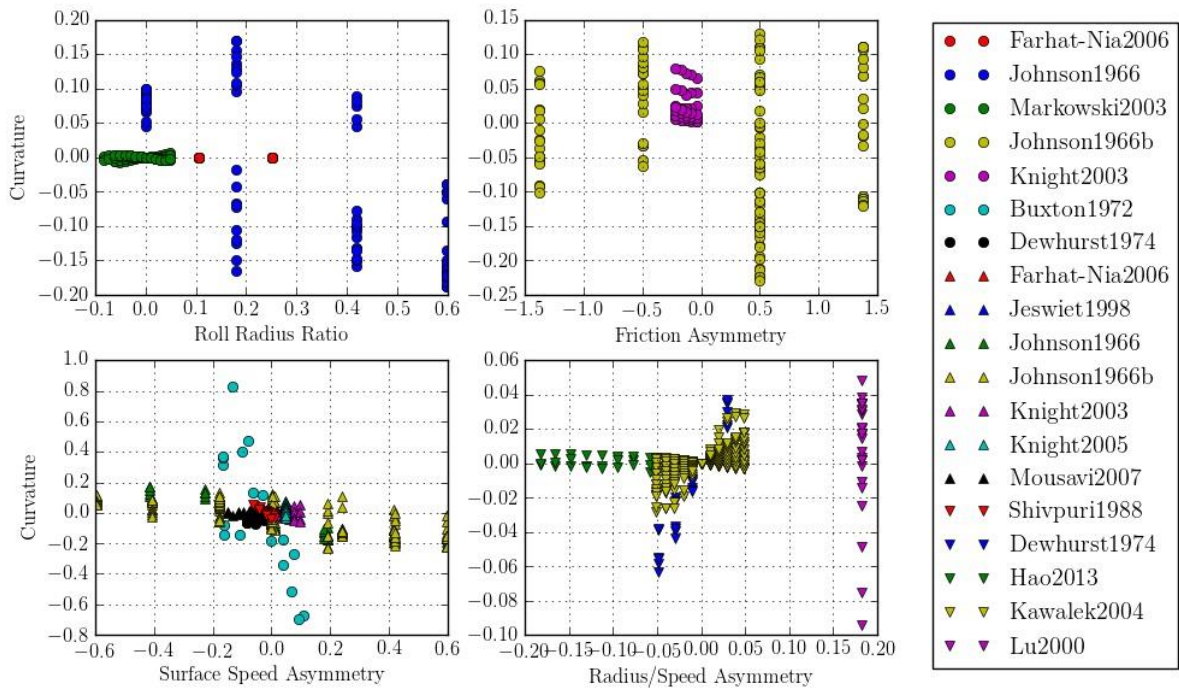 0.20
0.15
0.10
0.05
0.00
−0.05
−0.10
−0.15
−0.20
Curvature
−0.1 0.0 0.1 0.2 0.3 0.4 0.5 0.6
Roll Radius Ratio
0.15
0.10
0.05
0.00
−0.05
−0.10
−0.15
−0.20
−0.25
−1.5 −1.0 −0.5 0.0 0.5 1.0 1.5
Friction Asymmetry
1.0
0.8
0.6
0.4
0.2
0.0
−0.2
−0.4
−0.6
−0.8
Curvature
−0.6 −0.4 −0.2 0.0 0.2 0.4 0.6
Surface Speed Asymmetry
0.06
0.04
0.02
0.00
−0.02
−0.04
−0.06
−0.08
−0.10
−0.20 −0.15 −0.10 −0.05 0.00 0.05 0.10 0.15 0.20
Radius/Speed Asymmetry
Farhat-Nia2006
Johnson1966
Markowski2003
Johnson1966b
Knight2003
Buxton1972
Dewhurst1974
Farhat-Nia2006
Jeswiet1998
Johnson1966
Johnson1966b
Knight2003
Knight2005
Mousavi2007
Shivpuri1988
Dewhurst1974
Hao2013
Kawalek2004
Lu2000